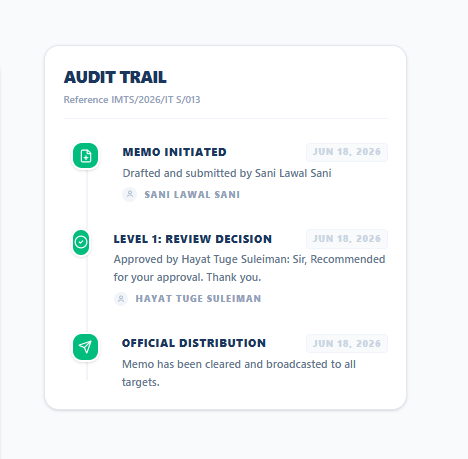 AUDIT TRAIL
Reference IMTS/2026/IT S/013
MEMO INITIATED
JUN 18, 2026
Drafted and submitted by Sani Lawal Sani
SANI LAWAL SANI
LEVEL 1: REVIEW DECISION
JUN 18, 2026
Approved by Hayat Tuge Suleiman: Sir, Recommended
for your approval. Thank you.
HAYAT TUGE SULEIMAN
OFFICIAL DISTRIBUTION
JUN 18, 2026
Memo has been cleared and broadcasted to all
targets.